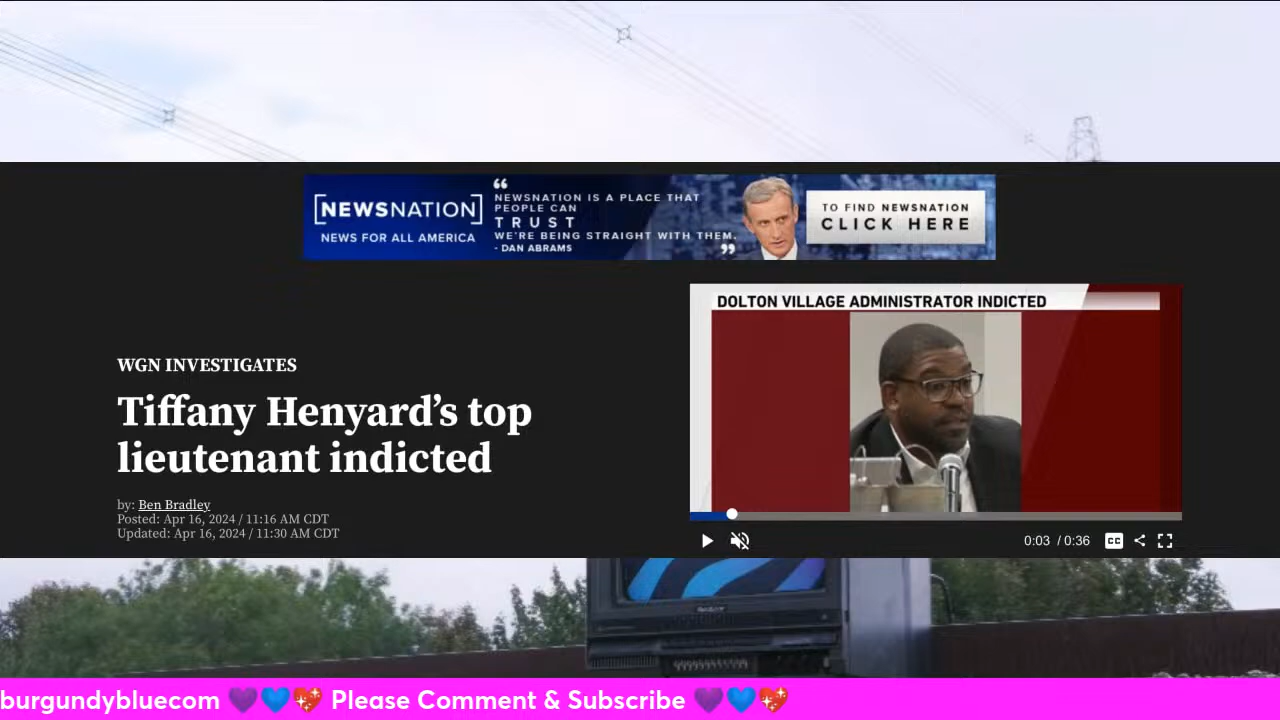 [NEWSNATION]
NEWS FOR ALL AMERICA
“
NEWSNATION IS A PLACE THAT
PEOPLE CAN
TRUST
WE'RE BEING STRAIGHT WITH THEM.
”
- DAN ABRAMS
TO FIND NEWSNATION
CLICK HERE
DOLTON VILLAGE ADMINISTRATOR INDICTED
WGN INVESTIGATES
Tiffany Henyard’s top
lieutenant indicted
by: Ben Bradley
Posted: Apr 16, 2024 / 11:16 AM CDT
Updated: Apr 16, 2024 / 11:30 AM CDT
0:03 / 0:36
CC
burgundybluecom 💜💙💖 Please Comment & Subscribe 💜💙💖